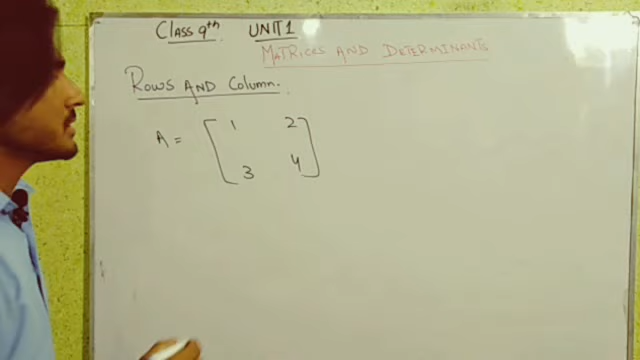 Class 9th UNIT 1
MATRICES AND DETERMINANTS
ROWS AND COLUMN.
A = [ 1 2
3 4 ]